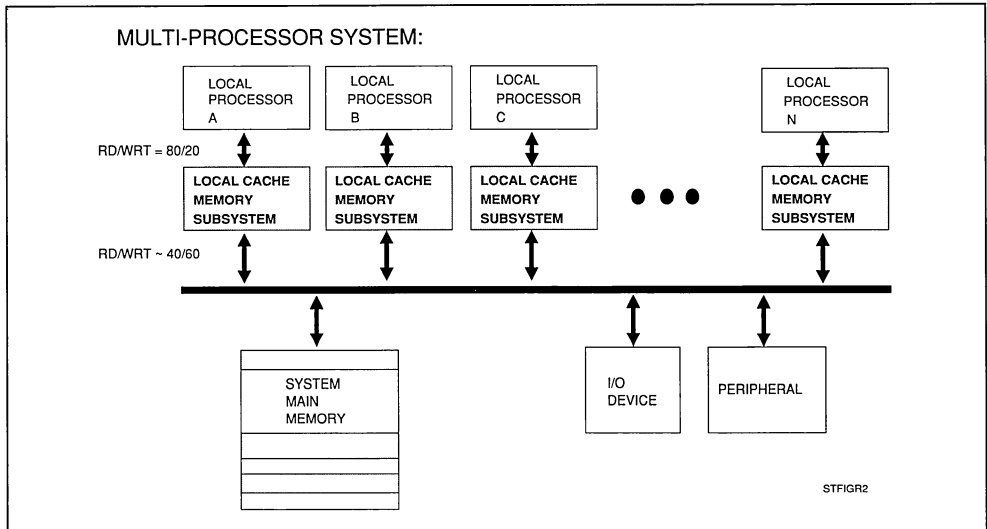 MULTI-PROCESSOR SYSTEM:
LOCAL
PROCESSOR
A
LOCAL
PROCESSOR
B
LOCAL
PROCESSOR
C
LOCAL
PROCESSOR
N
RD/WRT = 80/20
LOCAL CACHE
MEMORY
SUBSYSTEM
LOCAL CACHE
MEMORY
SUBSYSTEM
LOCAL CACHE
MEMORY
SUBSYSTEM
LOCAL CACHE
MEMORY
SUBSYSTEM
RD/WRT ~ 40/60
SYSTEM
MAIN
MEMORY
I/O
DEVICE
PERIPHERAL
STFIGR2